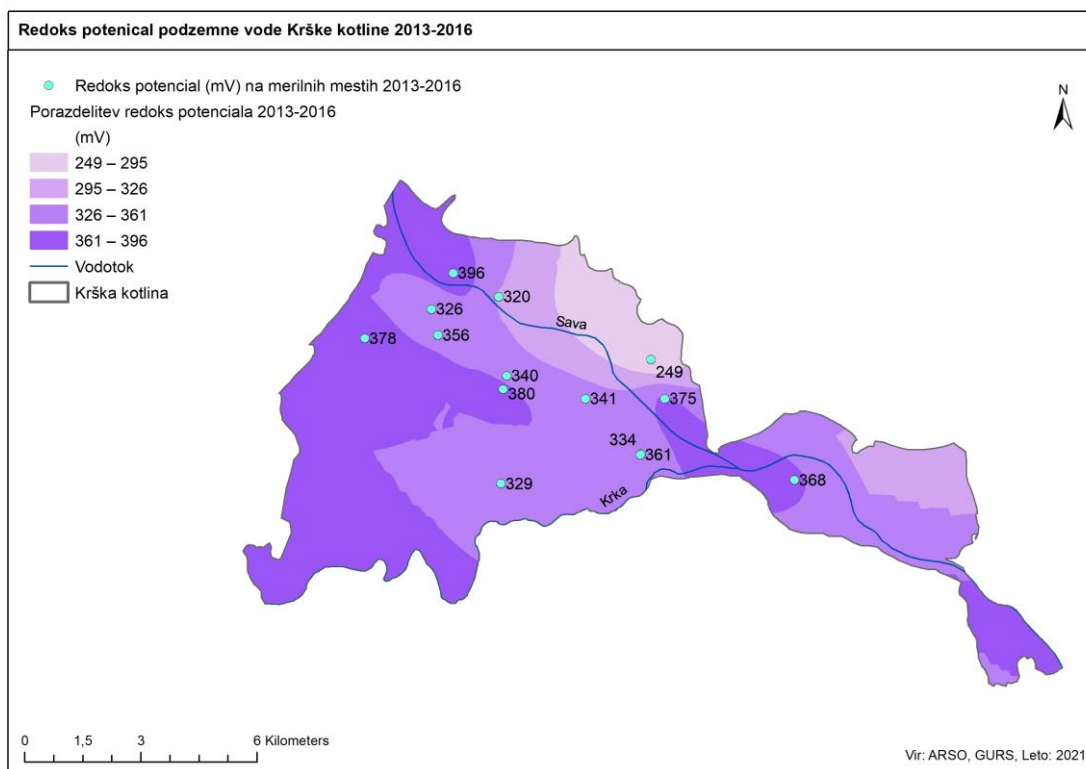 Redoks potenical podzemne vode Krške kotline 2013-2016
Redoks potencial (mV) na merilnih mestih 2013-2016
Porazdelitev redoks potenciala 2013-2016
(mV)
249 – 295
295 – 326
326 – 361
361 – 396
Vodotok
Krška kotlina
N
396
320
326
Sava
356
378
249
340
380
341
375
334
361
368
329
Krka
0 1,5 3 6 Kilometers
Vir: ARSO, GURS, Leto: 2021